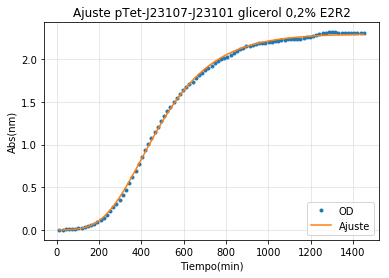 Ajuste pTet-J23107-J23101 glicerol 0,2% E2R2
Abs(nm)
2.0
1.5
1.0
0.5
0.0
OD
Ajuste
0 200 400 600 800 1000 1200 1400
Tiempo(min)